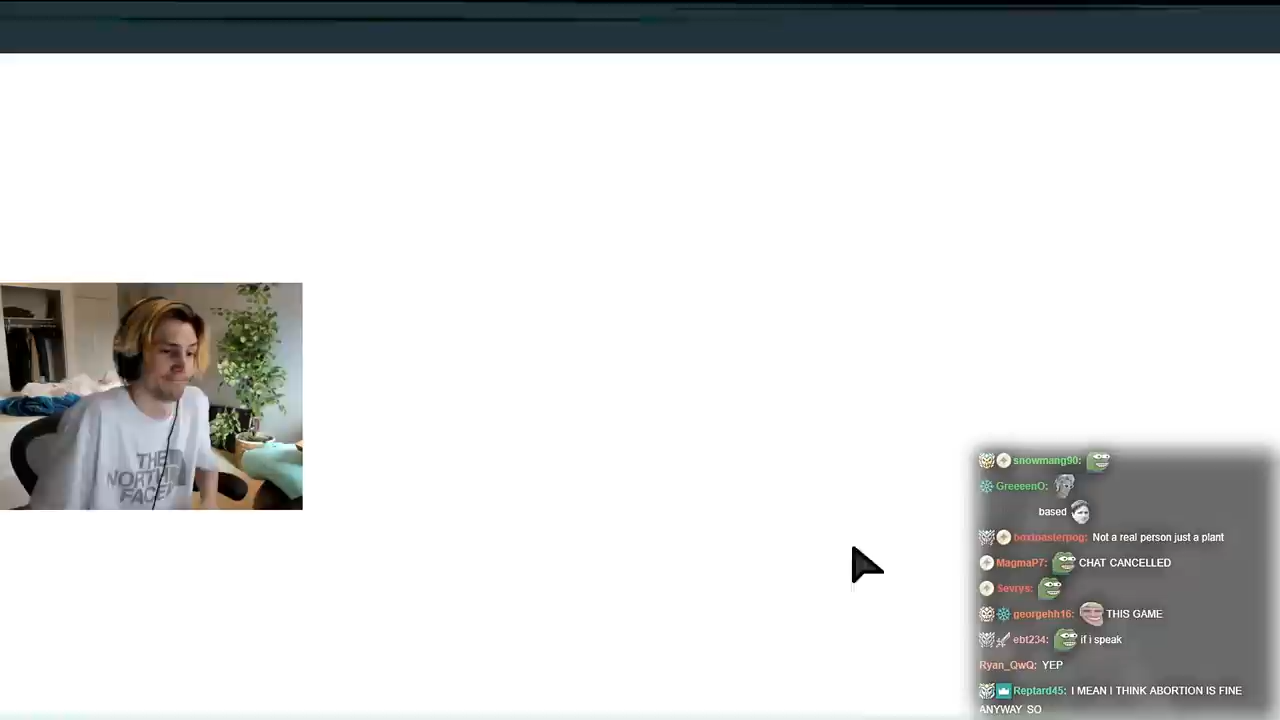 THE
NORTH
FACE
snowmang90:
GreeeenO:
based
boxtoasterpog: Not a real person just a plant
MagmaP7: CHAT CANCELLED
Sevrys:
georgehh16: THIS GAME
ebt234: if i speak
Ryan_QwQ: YEP
Reptard45: I MEAN I THINK ABORTION IS FINE
ANYWAY SO